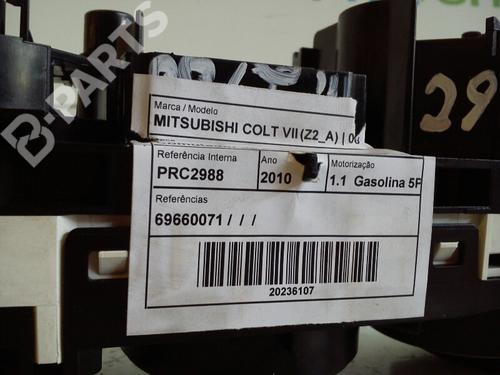 B-PARTS
Marca / Modelo
MITSUBISHI COLT VII (Z2_A) | 08
Referência Interna
PRC2988
Ano
2010
Motorização
1.1 Gasolina 5P
Referências
69660071 / / /
20236107
29